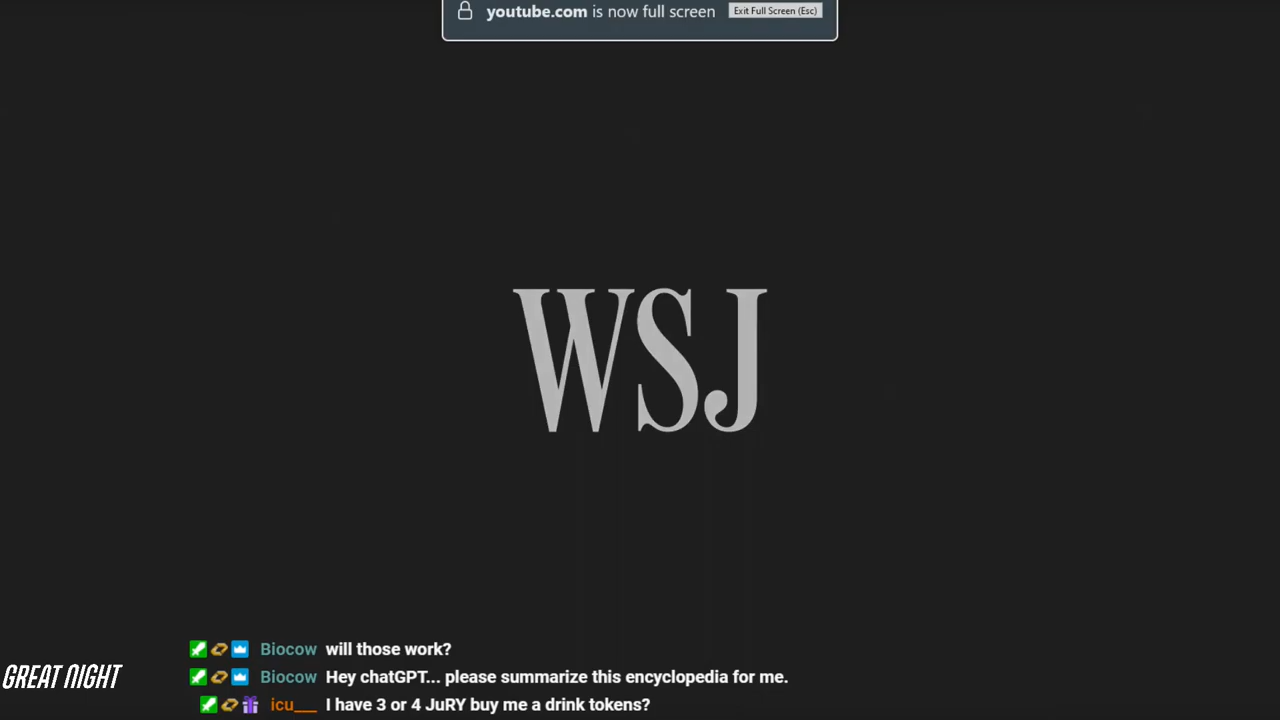 youtube.com is now full screen Exit Full Screen (Esc)
WSJ
Biocow will those work?
GREAT NIGHT
Biocow Hey chatGPT... please summarize this encyclopedia for me.
icu___ I have 3 or 4 JuRY buy me a drink tokens?